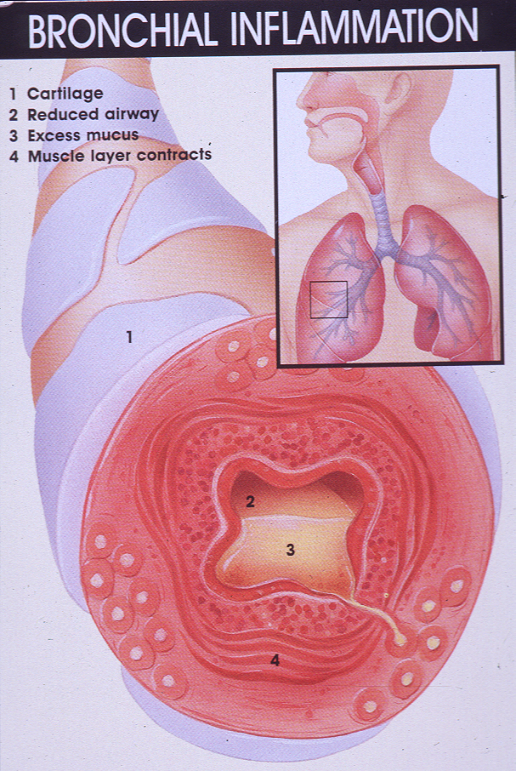 BRONCHIAL INFLAMMATION
1 Cartilage
2 Reduced airway
3 Excess mucus
4 Muscle layer contracts
1
2
3
4